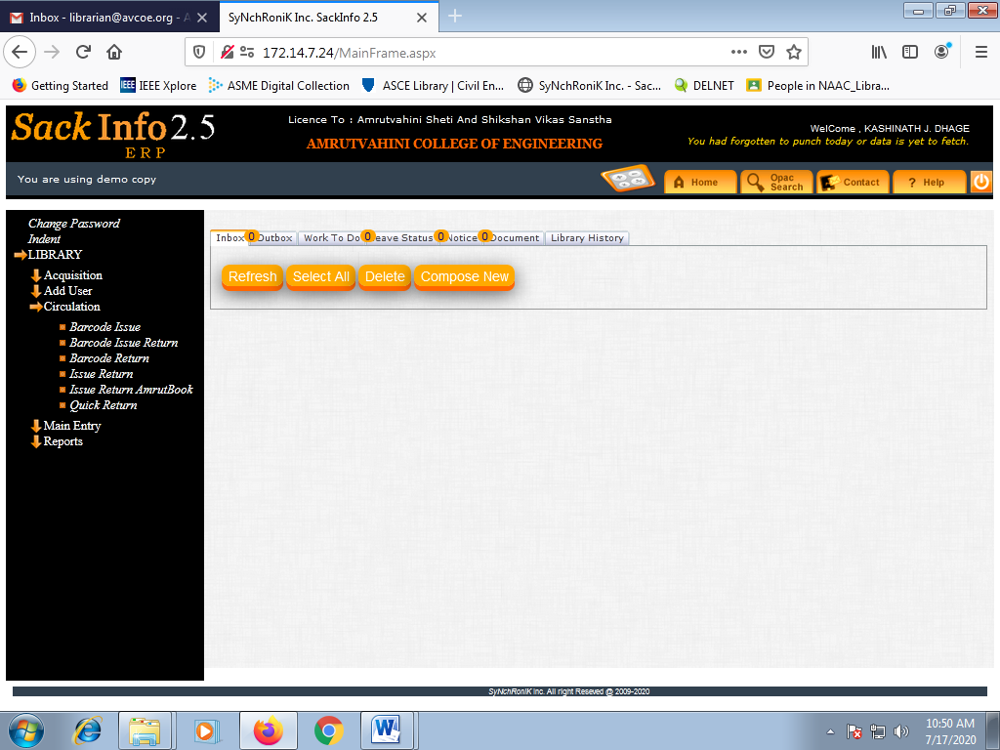 Inbox - librarian@avcoe.org - A
SyNchRoniK Inc. SackInfo 2.5
172.14.7.24/MainFrame.aspx
Getting Started IEEE IEEE Xplore ASME Digital Collection ASCE Library | Civil En... SyNchRoniK Inc. - Sac... DELNET People in NAAC_Libra...
Sack Info 2.5
ERP
Licence To : Amrutvahini Sheti And Shikshan Vikas Sanstha
AMRUTVAHINI COLLEGE OF ENGINEERING
WelCome , KASHINATH J. DHAGE
You had forgotten to punch today or data is yet to fetch.
You are using demo copy
Home
Opac Search
Contact
? Help
Change Password
Indent
LIBRARY
Acquisition
Add User
Circulation
Barcode Issue
Barcode Issue Return
Barcode Return
Issue Return
Issue Return AmrutBook
Quick Return
Main Entry
Reports
Inbox 0 Outbox Work To Do 0 eave Status 0 Notice 0 Document Library History
Refresh Select All Delete Compose New
SyNchRoniK Inc. All right Reseved @ 2009-2020
10:50 AM
7/17/2020